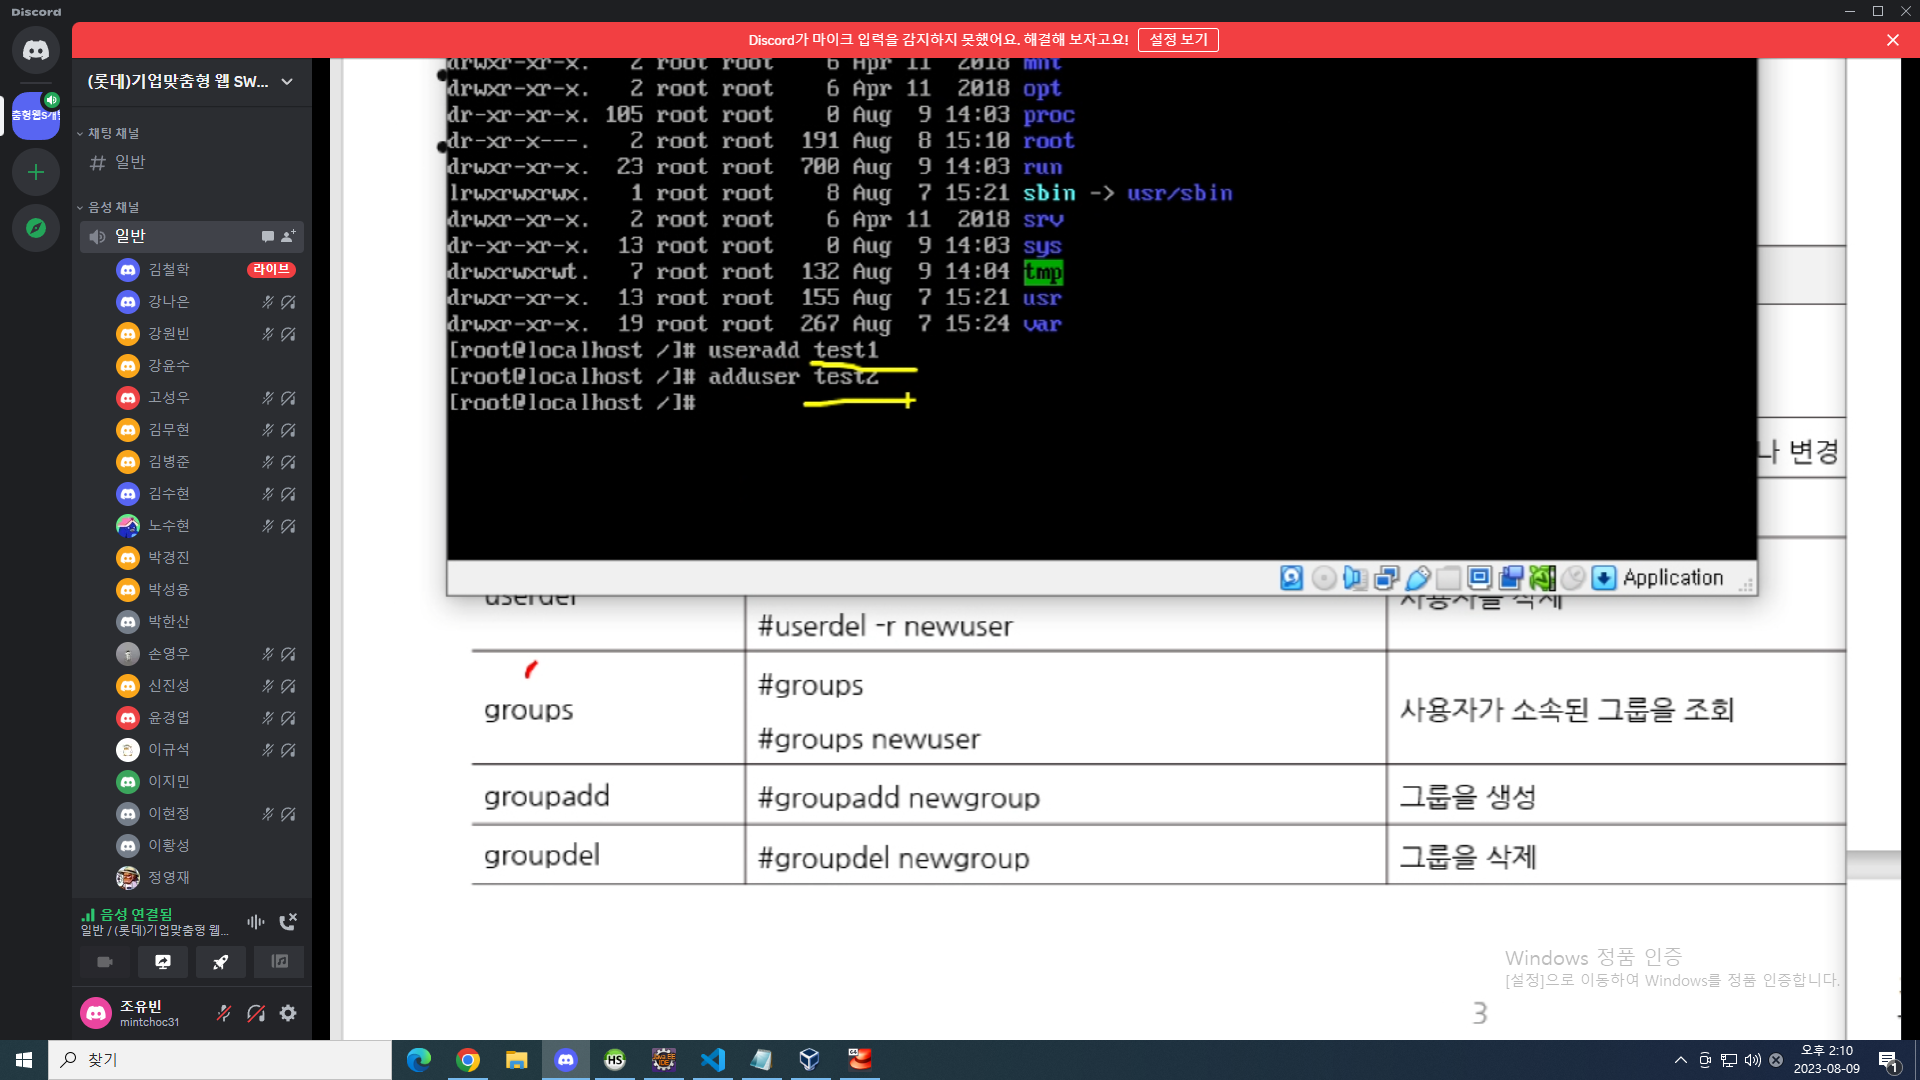 Discord
Discord가 마이크 입력을 감지하지 못했어요. 해결해 보자고요!
설정 보기
(롯데)기업맞춤형 웹 SW...
채팅 채널
일반
음성 채널
일반
김철학
라이브
강나은
강원빈
강윤수
고성우
김무현
김병준
김수현
노수현
박경진
박성용
박한산
손영우
신진성
윤경엽
이규석
이지민
이현정
이황성
정영재
음성 연결됨
일반 / (롯데)기업맞춤형 웹...
조유빈
mintchoc31
drwxr-xr-x.   2 root root    6 Apr 11  2018 mnt
drwxr-xr-x.   2 root root    6 Apr 11  2018 opt
dr-xr-xr-x. 105 root root    0 Aug  9 14:03 proc
dr-xr-x---.   2 root root  191 Aug  8 15:10 root
drwxr-xr-x.  23 root root  700 Aug  9 14:03 run
lrwxrwxrwx.   1 root root    8 Aug  7 15:21 sbin -> usr/sbin
drwxr-xr-x.   2 root root    6 Apr 11  2018 srv
dr-xr-xr-x.  13 root root    0 Aug  9 14:03 sys
drwxrwxrwt.   7 root root  132 Aug  9 14:04 tmp
drwxr-xr-x.  13 root root  155 Aug  7 15:21 usr
drwxr-xr-x.  19 root root  267 Aug  7 15:24 var
[root@localhost /]# useradd test1
[root@localhost /]# adduser test2
[root@localhost /]#
나 변경
Application
userdel
#userdel -r newuser
사용자를 삭제
groups
#groups
#groups newuser
사용자가 소속된 그룹을 조회
groupadd
#groupadd newgroup
그룹을 생성
groupdel
#groupdel newgroup
그룹을 삭제
Windows 정품 인증
[설정]으로 이동하여 Windows를 정품 인증합니다.
3
찾기
HS
오후 2:10
2023-08-09
1